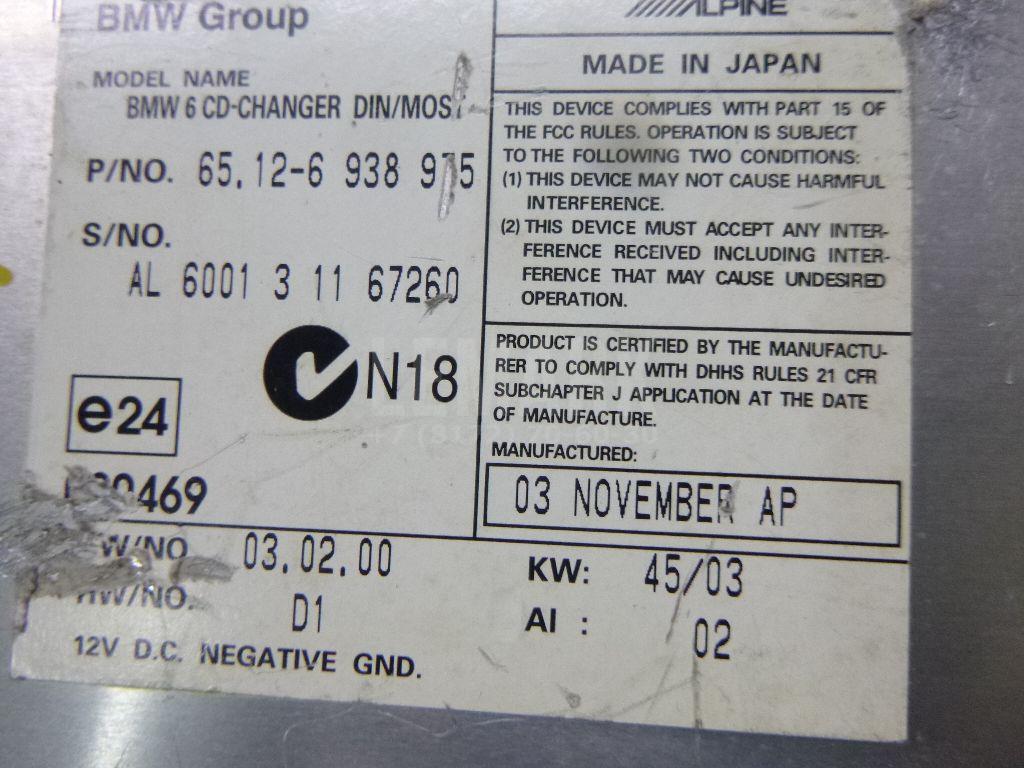 BMW Group
ALPINE
MODEL NAME
BMW 6 CD-CHANGER DIN/MOST
P/NO. 65.12-6 938 975
S/NO.
AL 6001 3 11 67260
N18
e24
W/NO 03.02.00
HW/NO. D1
12V D.C. NEGATIVE GND.
MADE IN JAPAN
THIS DEVICE COMPLIES WITH PART 15 OF
THE FCC RULES. OPERATION IS SUBJECT
TO THE FOLLOWING TWO CONDITIONS:
(1) THIS DEVICE MAY NOT CAUSE HARMFUL
INTERFERENCE.
(2) THIS DEVICE MUST ACCEPT ANY INTER-
FERENCE RECEIVED INCLUDING INTER-
FERENCE THAT MAY CAUSE UNDESIRED
OPERATION.
PRODUCT IS CERTIFIED BY THE MANUFACTU-
RER TO COMPLY WITH DHHS RULES 21 CFR
SUBCHAPTER J APPLICATION AT THE DATE
OF MANUFACTURE.
MANUFACTURED:
03 NOVEMBER AP
KW: 45/03
AI : 02